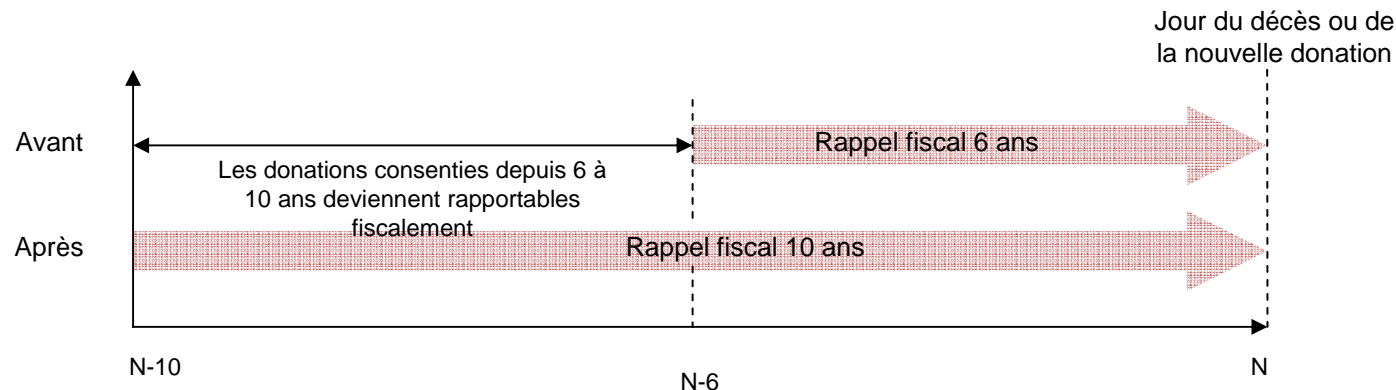 Jour du décès ou de
la nouvelle donation
Avant
Rappel fiscal 6 ans
Les donations consenties depuis 6 à
10 ans deviennent rapportables
fiscalement
Après
Rappel fiscal 10 ans
N-10
N-6
N